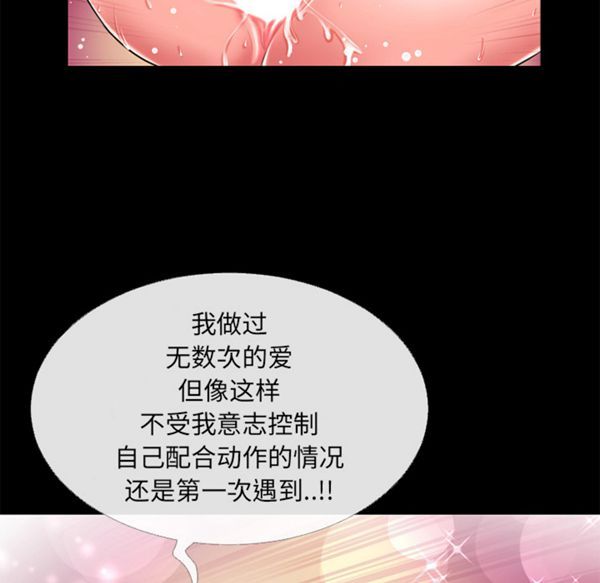 我做过
无数次的爱
但像这样
不受我意志控制
自己配合动作的情况
还是第一次遇到..!!